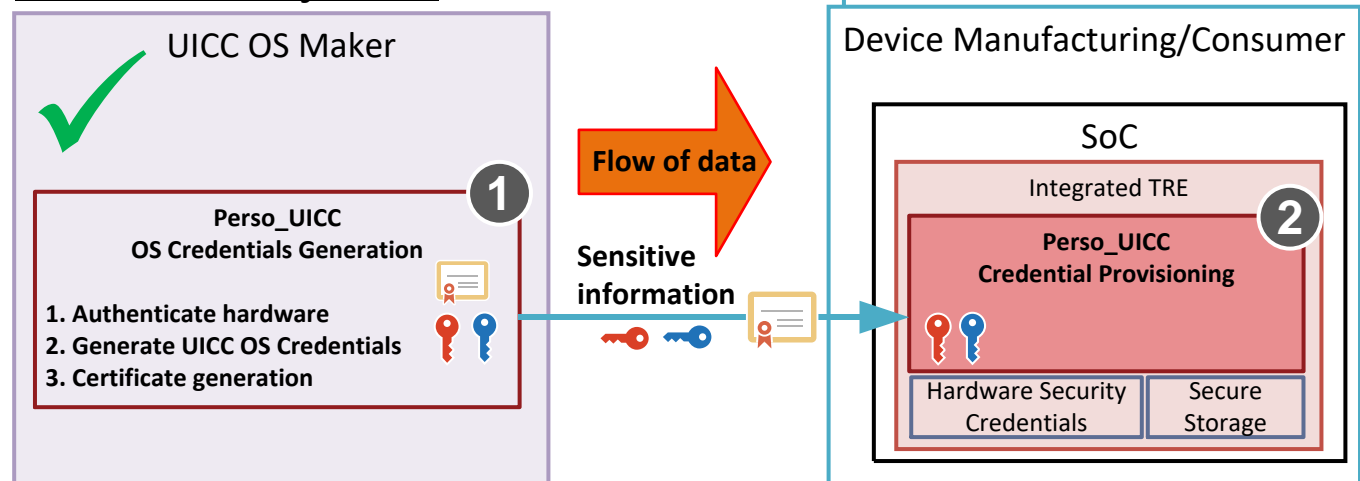 UICC OS Maker
1
Perso_UICC
OS Credentials Generation
1. Authenticate hardware
2. Generate UICC OS Credentials
3. Certificate generation
Flow of data
Sensitive
information
Device Manufacturing/Consumer
SoC
Integrated TRE
2
Perso_UICC
Credential Provisioning
Hardware Security
Credentials
Secure
Storage